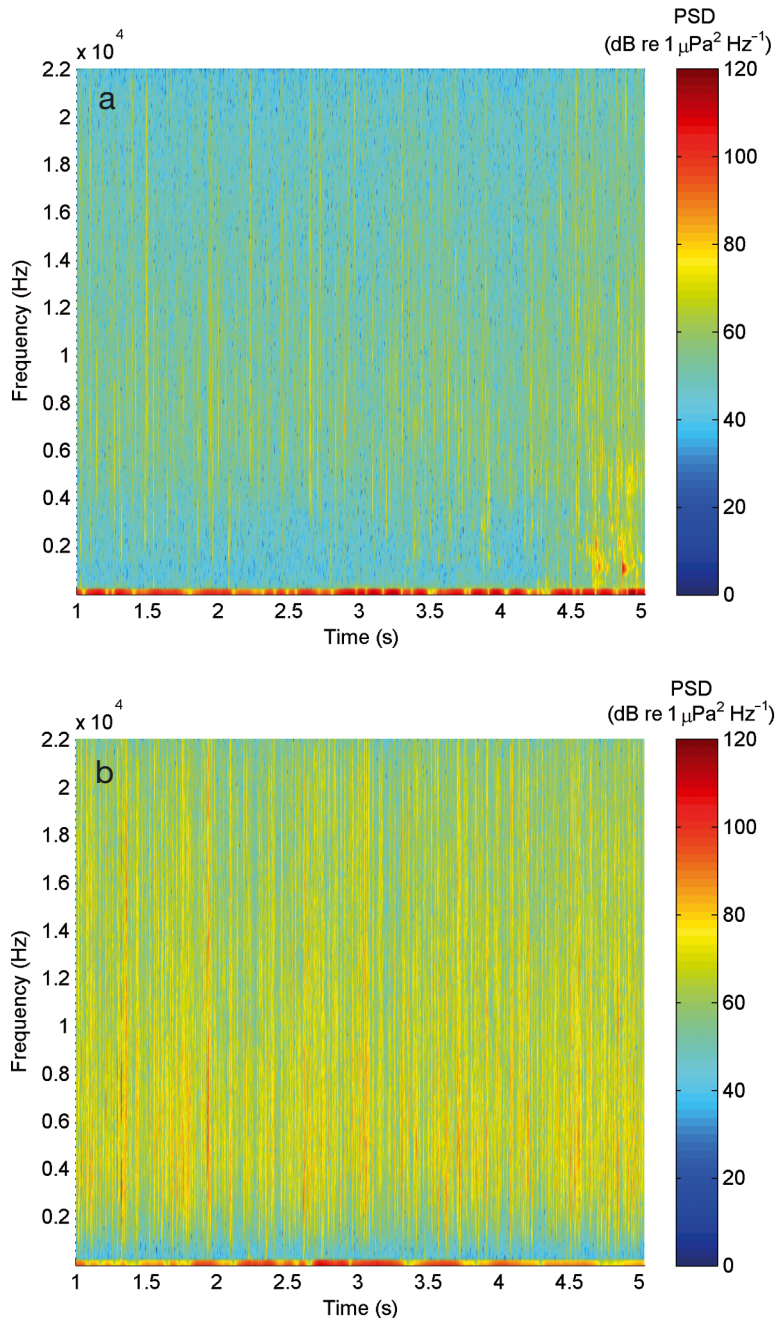 PSD
(dB re 1 μPa² Hz⁻¹)
x 10⁴
a
2.2
2
1.8
1.6
1.4
1.2
1
0.8
0.6
0.4
0.2
Frequency (Hz)
1 1.5 2 2.5 3 3.5 4 4.5 5
Time (s)
120
100
80
60
40
20
0
PSD
(dB re 1 μPa² Hz⁻¹)
x 10⁴
b
2.2
2
1.8
1.6
1.4
1.2
1
0.8
0.6
0.4
0.2
Frequency (Hz)
1 1.5 2 2.5 3 3.5 4 4.5 5
Time (s)
120
100
80
60
40
20
0